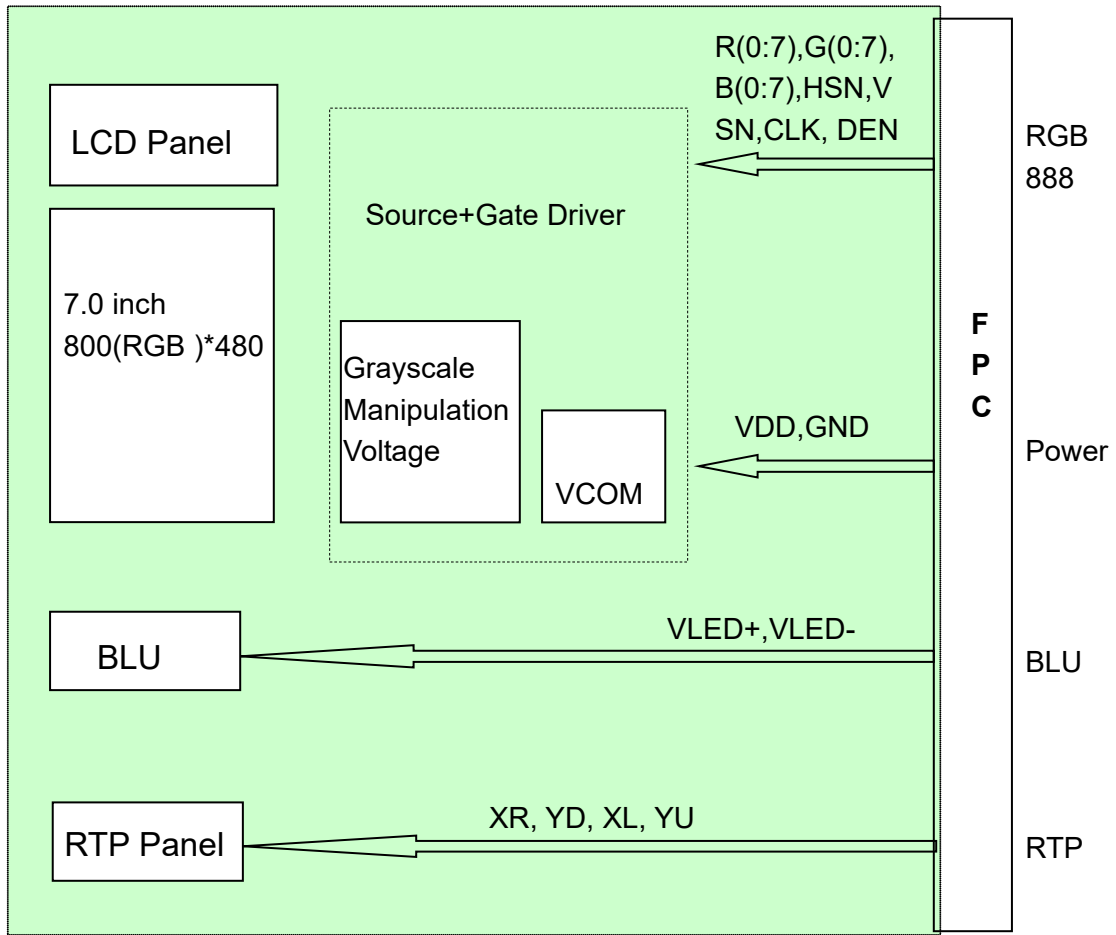 R(0:7),G(0:7),
B(0:7),HSN,V
SN,CLK, DEN
RGB
888
LCD Panel
Source+Gate Driver
7.0 inch
800(RGB )*480
Grayscale
Manipulation
Voltage
VCOM
F
P
C
VDD,GND
Power
VLED+,VLED-
BLU
BLU
XR, YD, XL, YU
RTP Panel
RTP